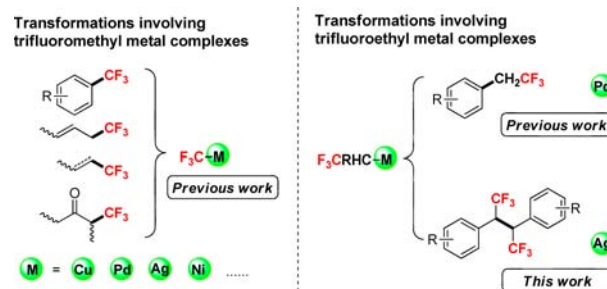 Transformations involving
trifluoromethyl metal complexes
R
CF3
CF3
CF3
O
CF3
F3C-M
Previous work
M = Cu Pd Ag Ni ......
Transformations involving
trifluoroethyl metal complexes
R
CH2CF3
Pd
Previous work
F3CRHC-M
CF3
R
R
CF3
Ag
This work